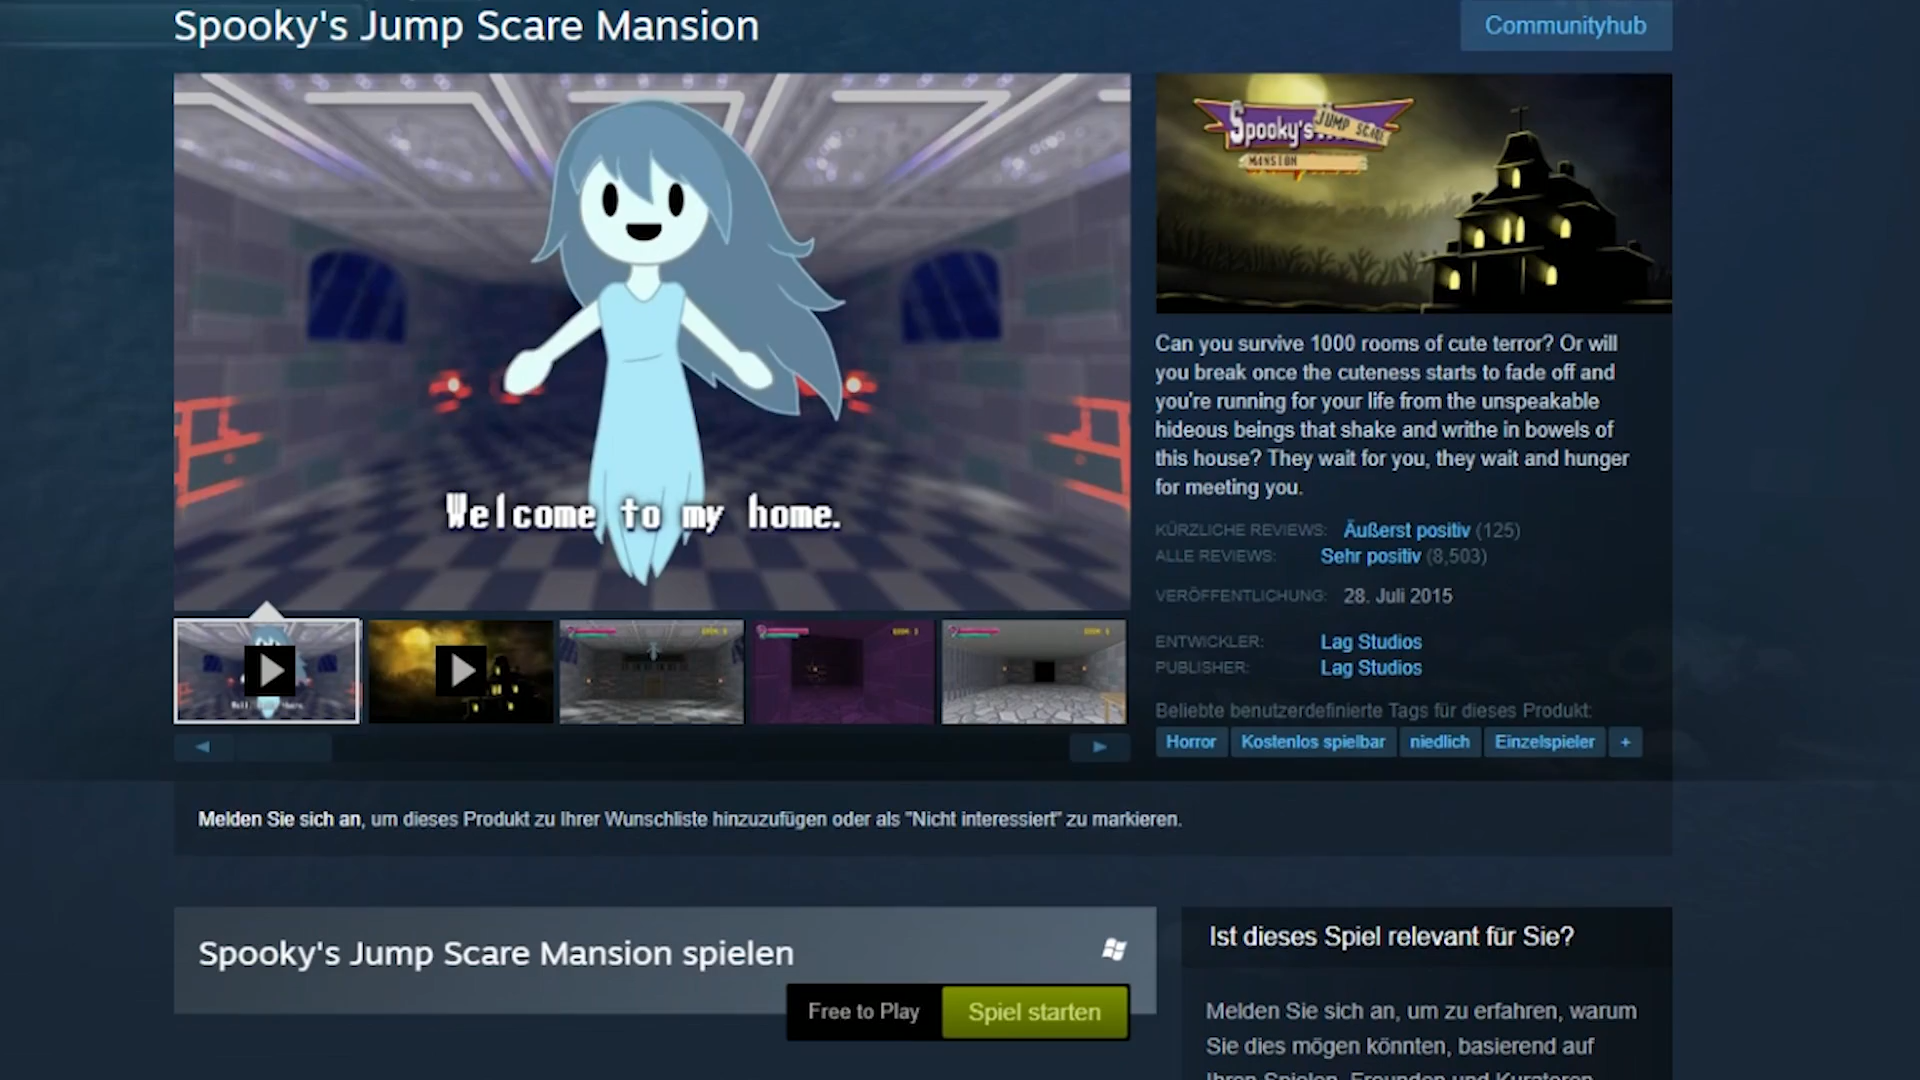 Spooky's Jump Scare Mansion
Communityhub
Welcome to my home.
Spooky's JUMP SCARE
MANSION
Can you survive 1000 rooms of cute terror? Or will
you break once the cuteness starts to fade off and
you're running for your life from the unspeakable
hideous beings that shake and writhe in bowels of
this house? They wait for you, they wait and hunger
for meeting you.
KÜRZLICHE REVIEWS: Äußerst positiv (125)
ALLE REVIEWS: Sehr positiv (8,503)
VERÖFFENTLICHUNG: 28. Juli 2015
ENTWICKLER: Lag Studios
PUBLISHER: Lag Studios
Beliebte benutzerdefinierte Tags für dieses Produkt:
Horror Kostenlos spielbar niedlich Einzelspieler +
Melden Sie sich an, um dieses Produkt zu Ihrer Wunschliste hinzuzufügen oder als "Nicht interessiert" zu markieren.
Spooky's Jump Scare Mansion spielen
Free to Play Spiel starten
Ist dieses Spiel relevant für Sie?
Melden Sie sich an, um zu erfahren, warum
Sie dies mögen könnten, basierend auf
Ihren Spielen, Freunden und Kuratoren